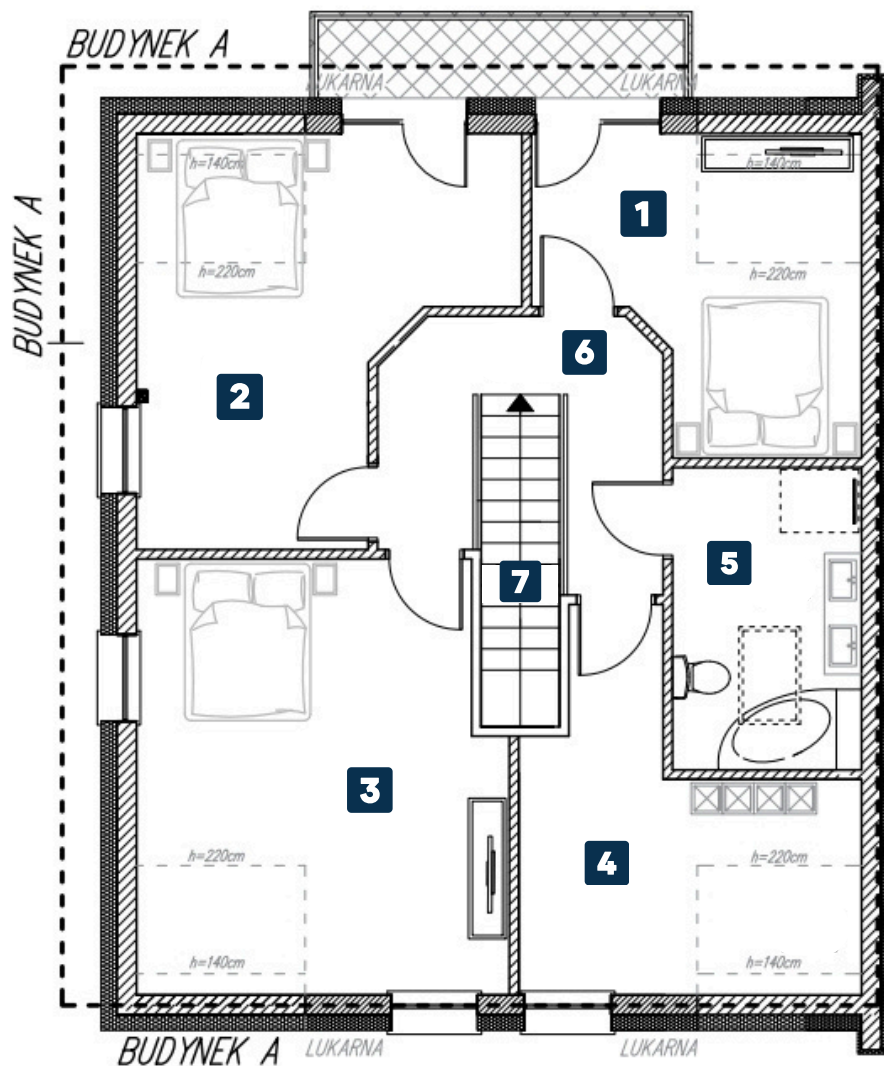 BUDYNEK A
LUKARNA
LUKARNA
h=140cm
h=140cm
1
h=220cm
h=220cm
BUDYNEK A
6
2
5
7
3
4
h=220cm
h=220cm
h=140cm
h=140cm
BUDYNEK A
LUKARNA
LUKARNA